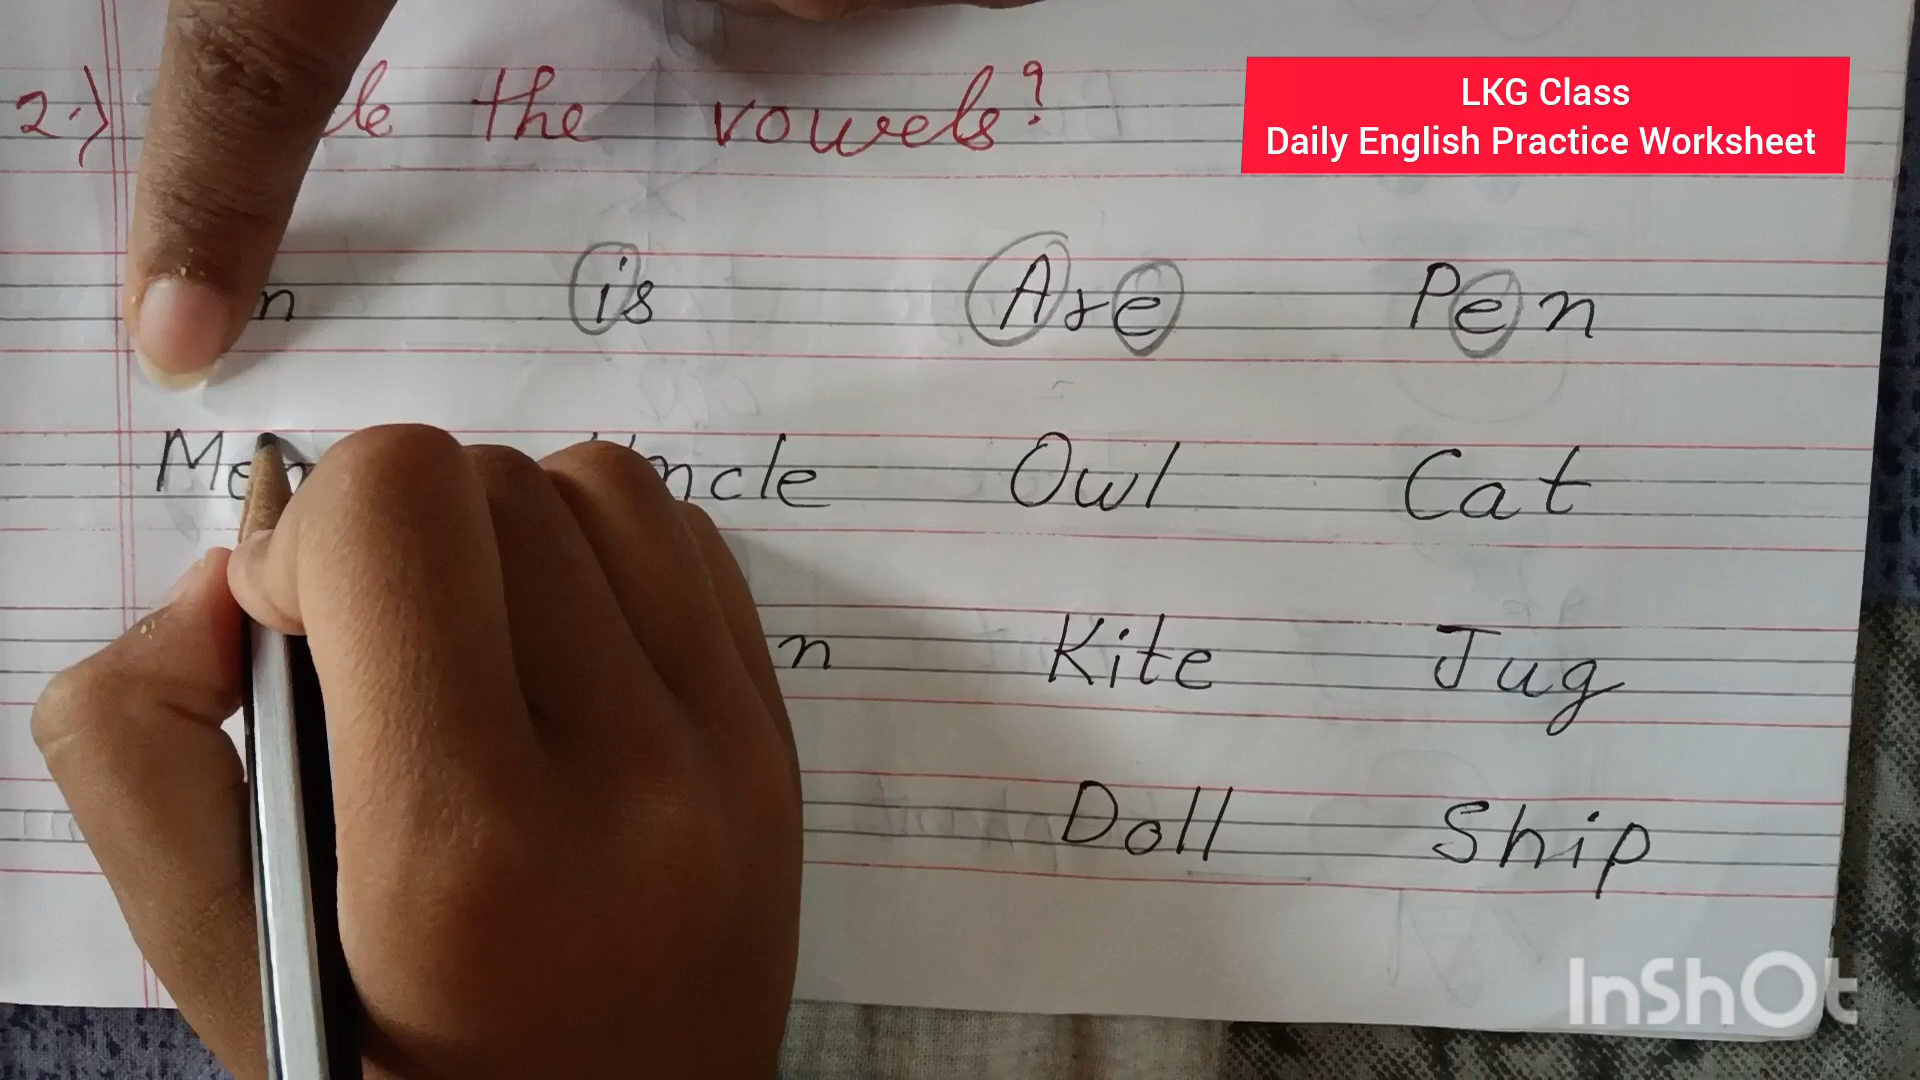 LKG Class
Daily English Practice Worksheet
2.) the vowels?
is Are Pen
Men Owl Cat
Kite Jug
Doll Ship
InShOt